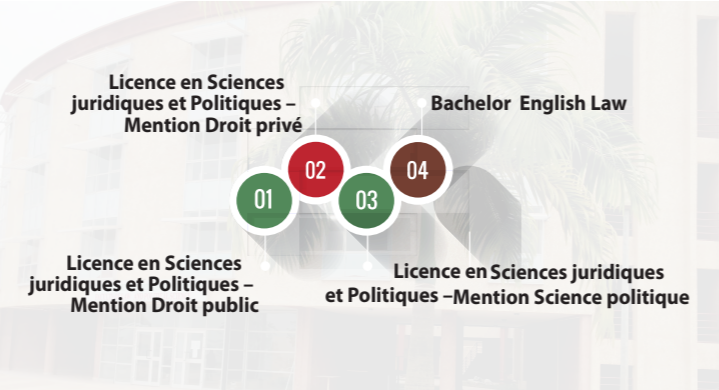 Licence en Sciences
juridiques et Politiques –
Mention Droit privé
Bachelor English Law
02
04
01
03
Licence en Sciences
juridiques et Politiques –
Mention Droit public
Licence en Sciences juridiques
et Politiques –Mention Science politique